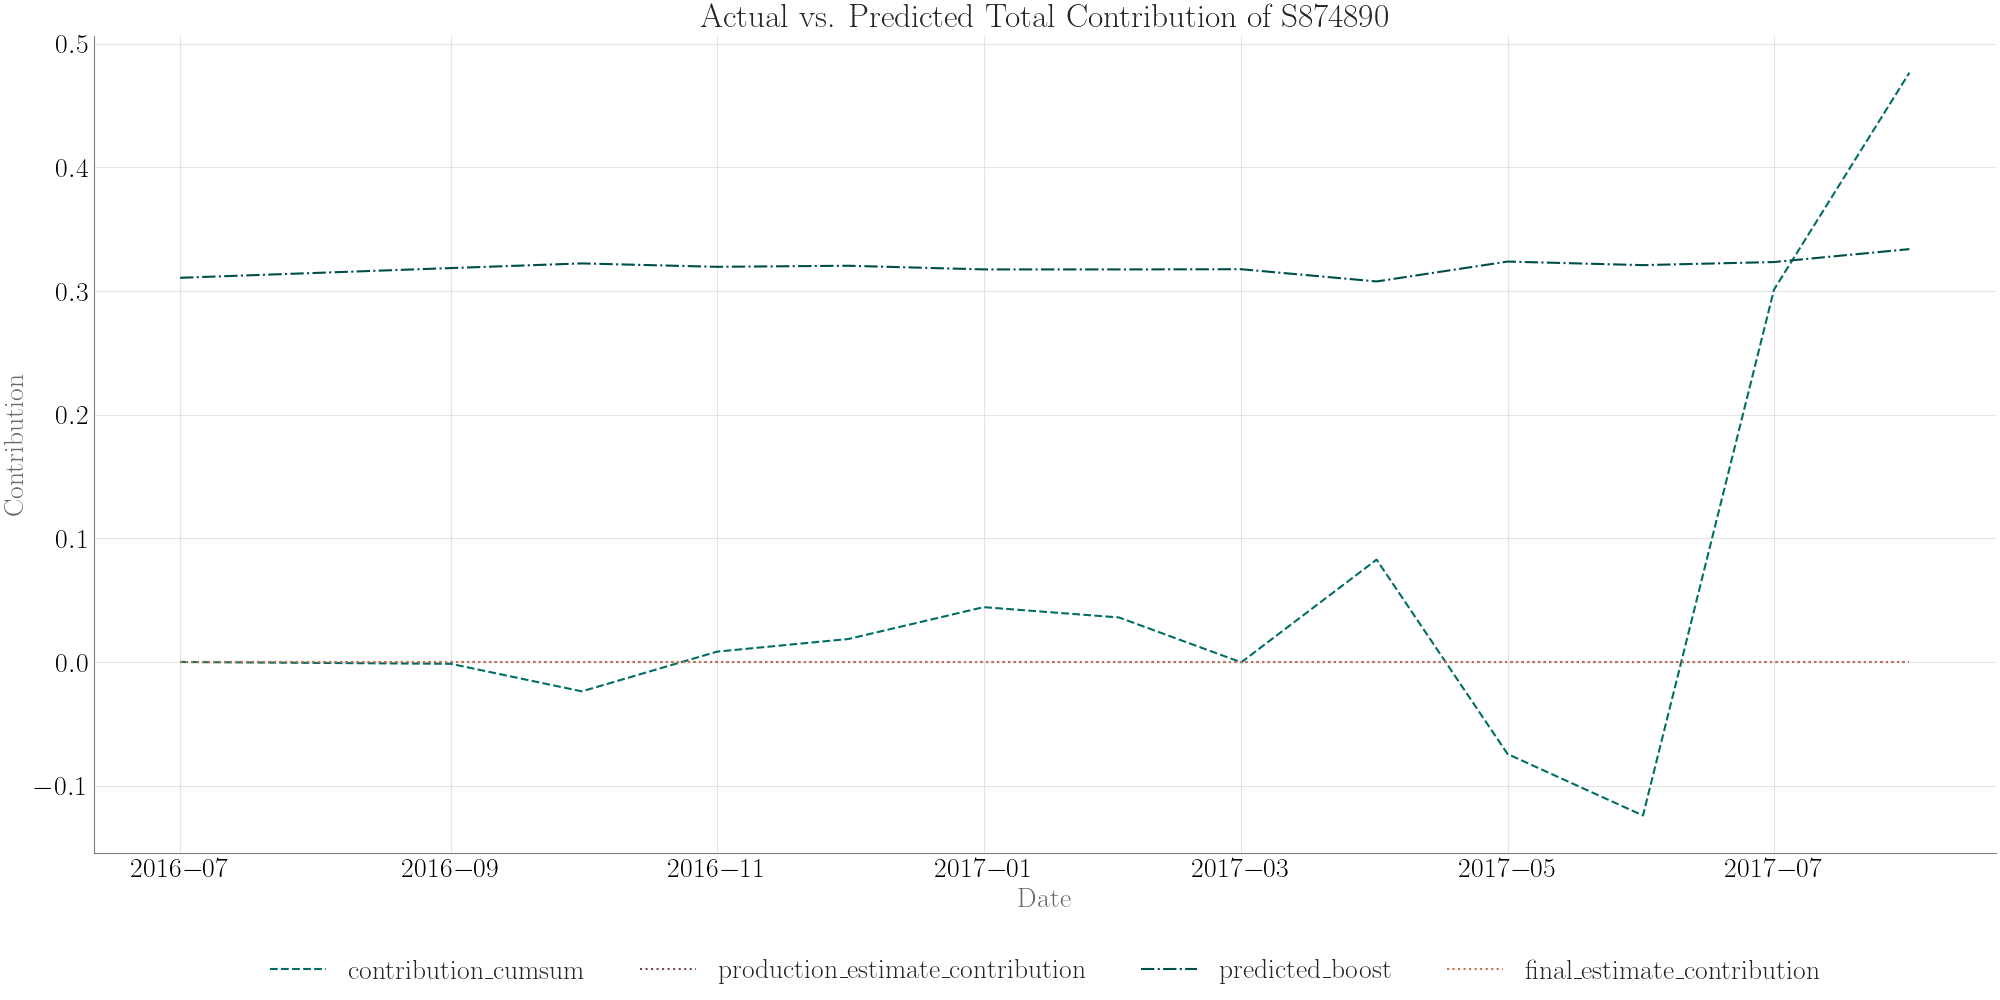 Actual vs. Predicted Total Contribution of S874890
0.5
0.4
0.3
0.2
0.1
0.0
−0.1
Contribution
2016−07
2016−09
2016−11
2017−01
2017−03
2017−05
2017−07
Date
contribution_cumsum
production_estimate_contribution
predicted_boost
final_estimate_contribution